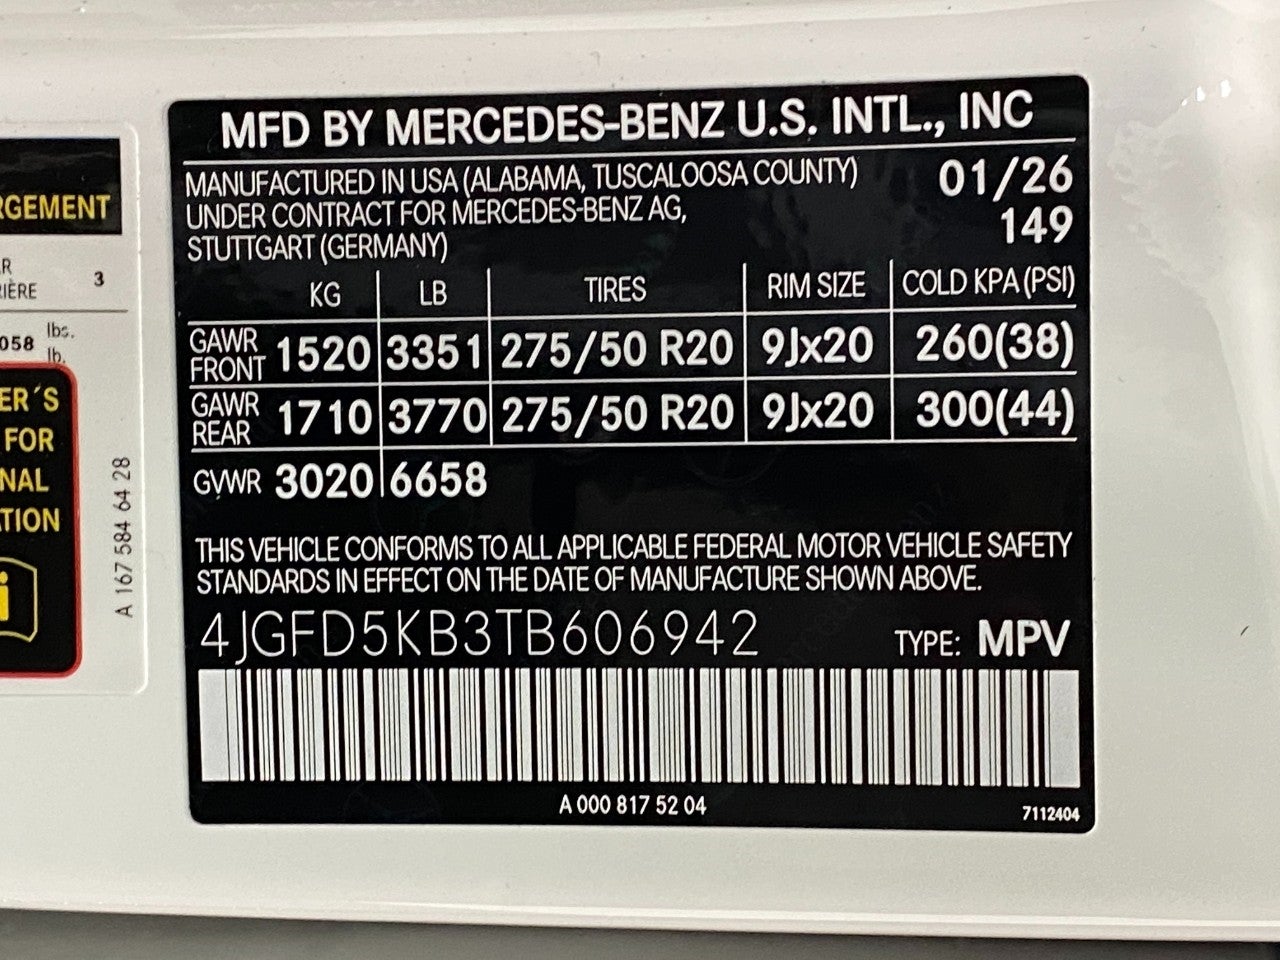 MFD BY MERCEDES-BENZ U.S. INTL., INC
MANUFACTURED IN USA (ALABAMA, TUSCALOOSA COUNTY) 01/26
UNDER CONTRACT FOR MERCEDES-BENZ AG, 149
STUTTGART (GERMANY)
KG LB TIRES RIM SIZE COLD KPA (PSI)
GAWR FRONT 1520 3351 275/50 R20 9Jx20 260(38)
GAWR REAR 1710 3770 275/50 R20 9Jx20 300(44)
GVWR 3020 6658
THIS VEHICLE CONFORMS TO ALL APPLICABLE FEDERAL MOTOR VEHICLE SAFETY
STANDARDS IN EFFECT ON THE DATE OF MANUFACTURE SHOWN ABOVE.
4JGFD5KB3TB606942 TYPE: MPV
A 000 817 52 04
7112404
RGEMENT
R
IÈRE 3
058 lbs.
lb.
ER´S
FOR
NAL
TION
i
A 167 584 64 28